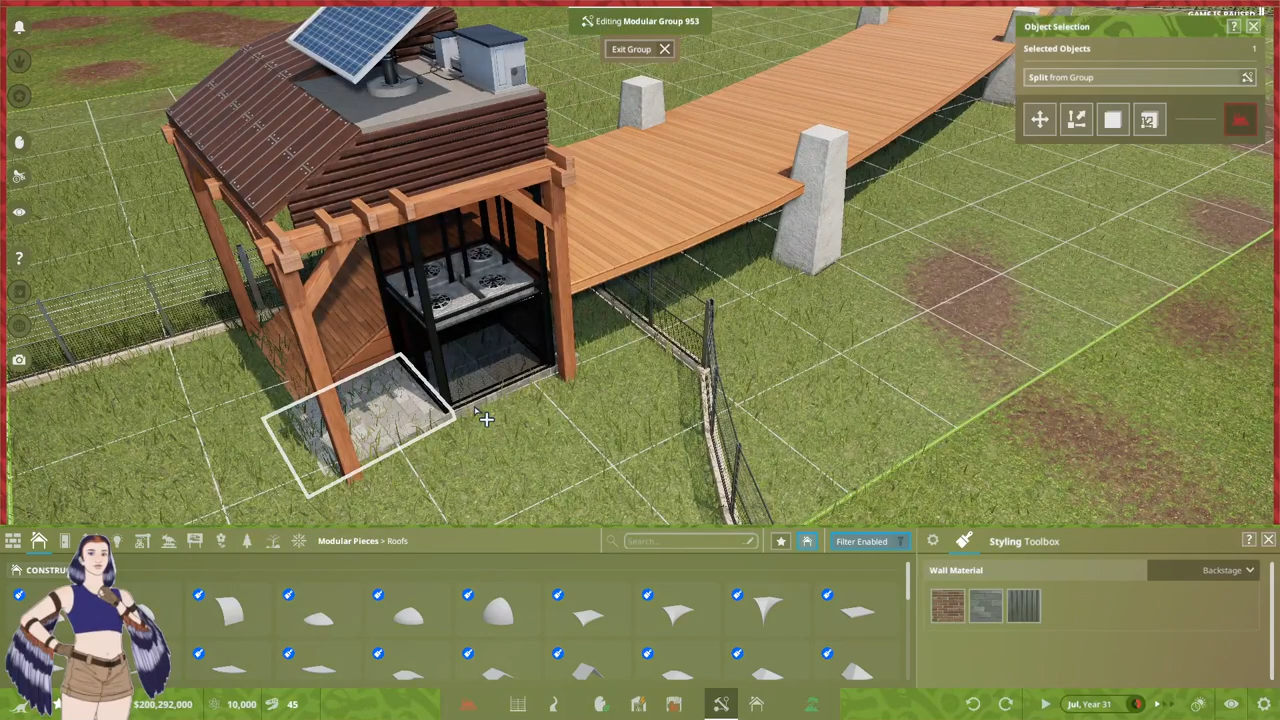 Editing Modular Group 953
Exit Group
GAME IS PAUSED
Object Selection
?
Selected Objects 1
Split from Group
12
?
Modular Pieces > Roofs
Search...
Filter Enabled
Styling Toolbox
?
CONSTRU
Wall Material
Backstage
$200,292,000
10,000
45
Jul, Year 31